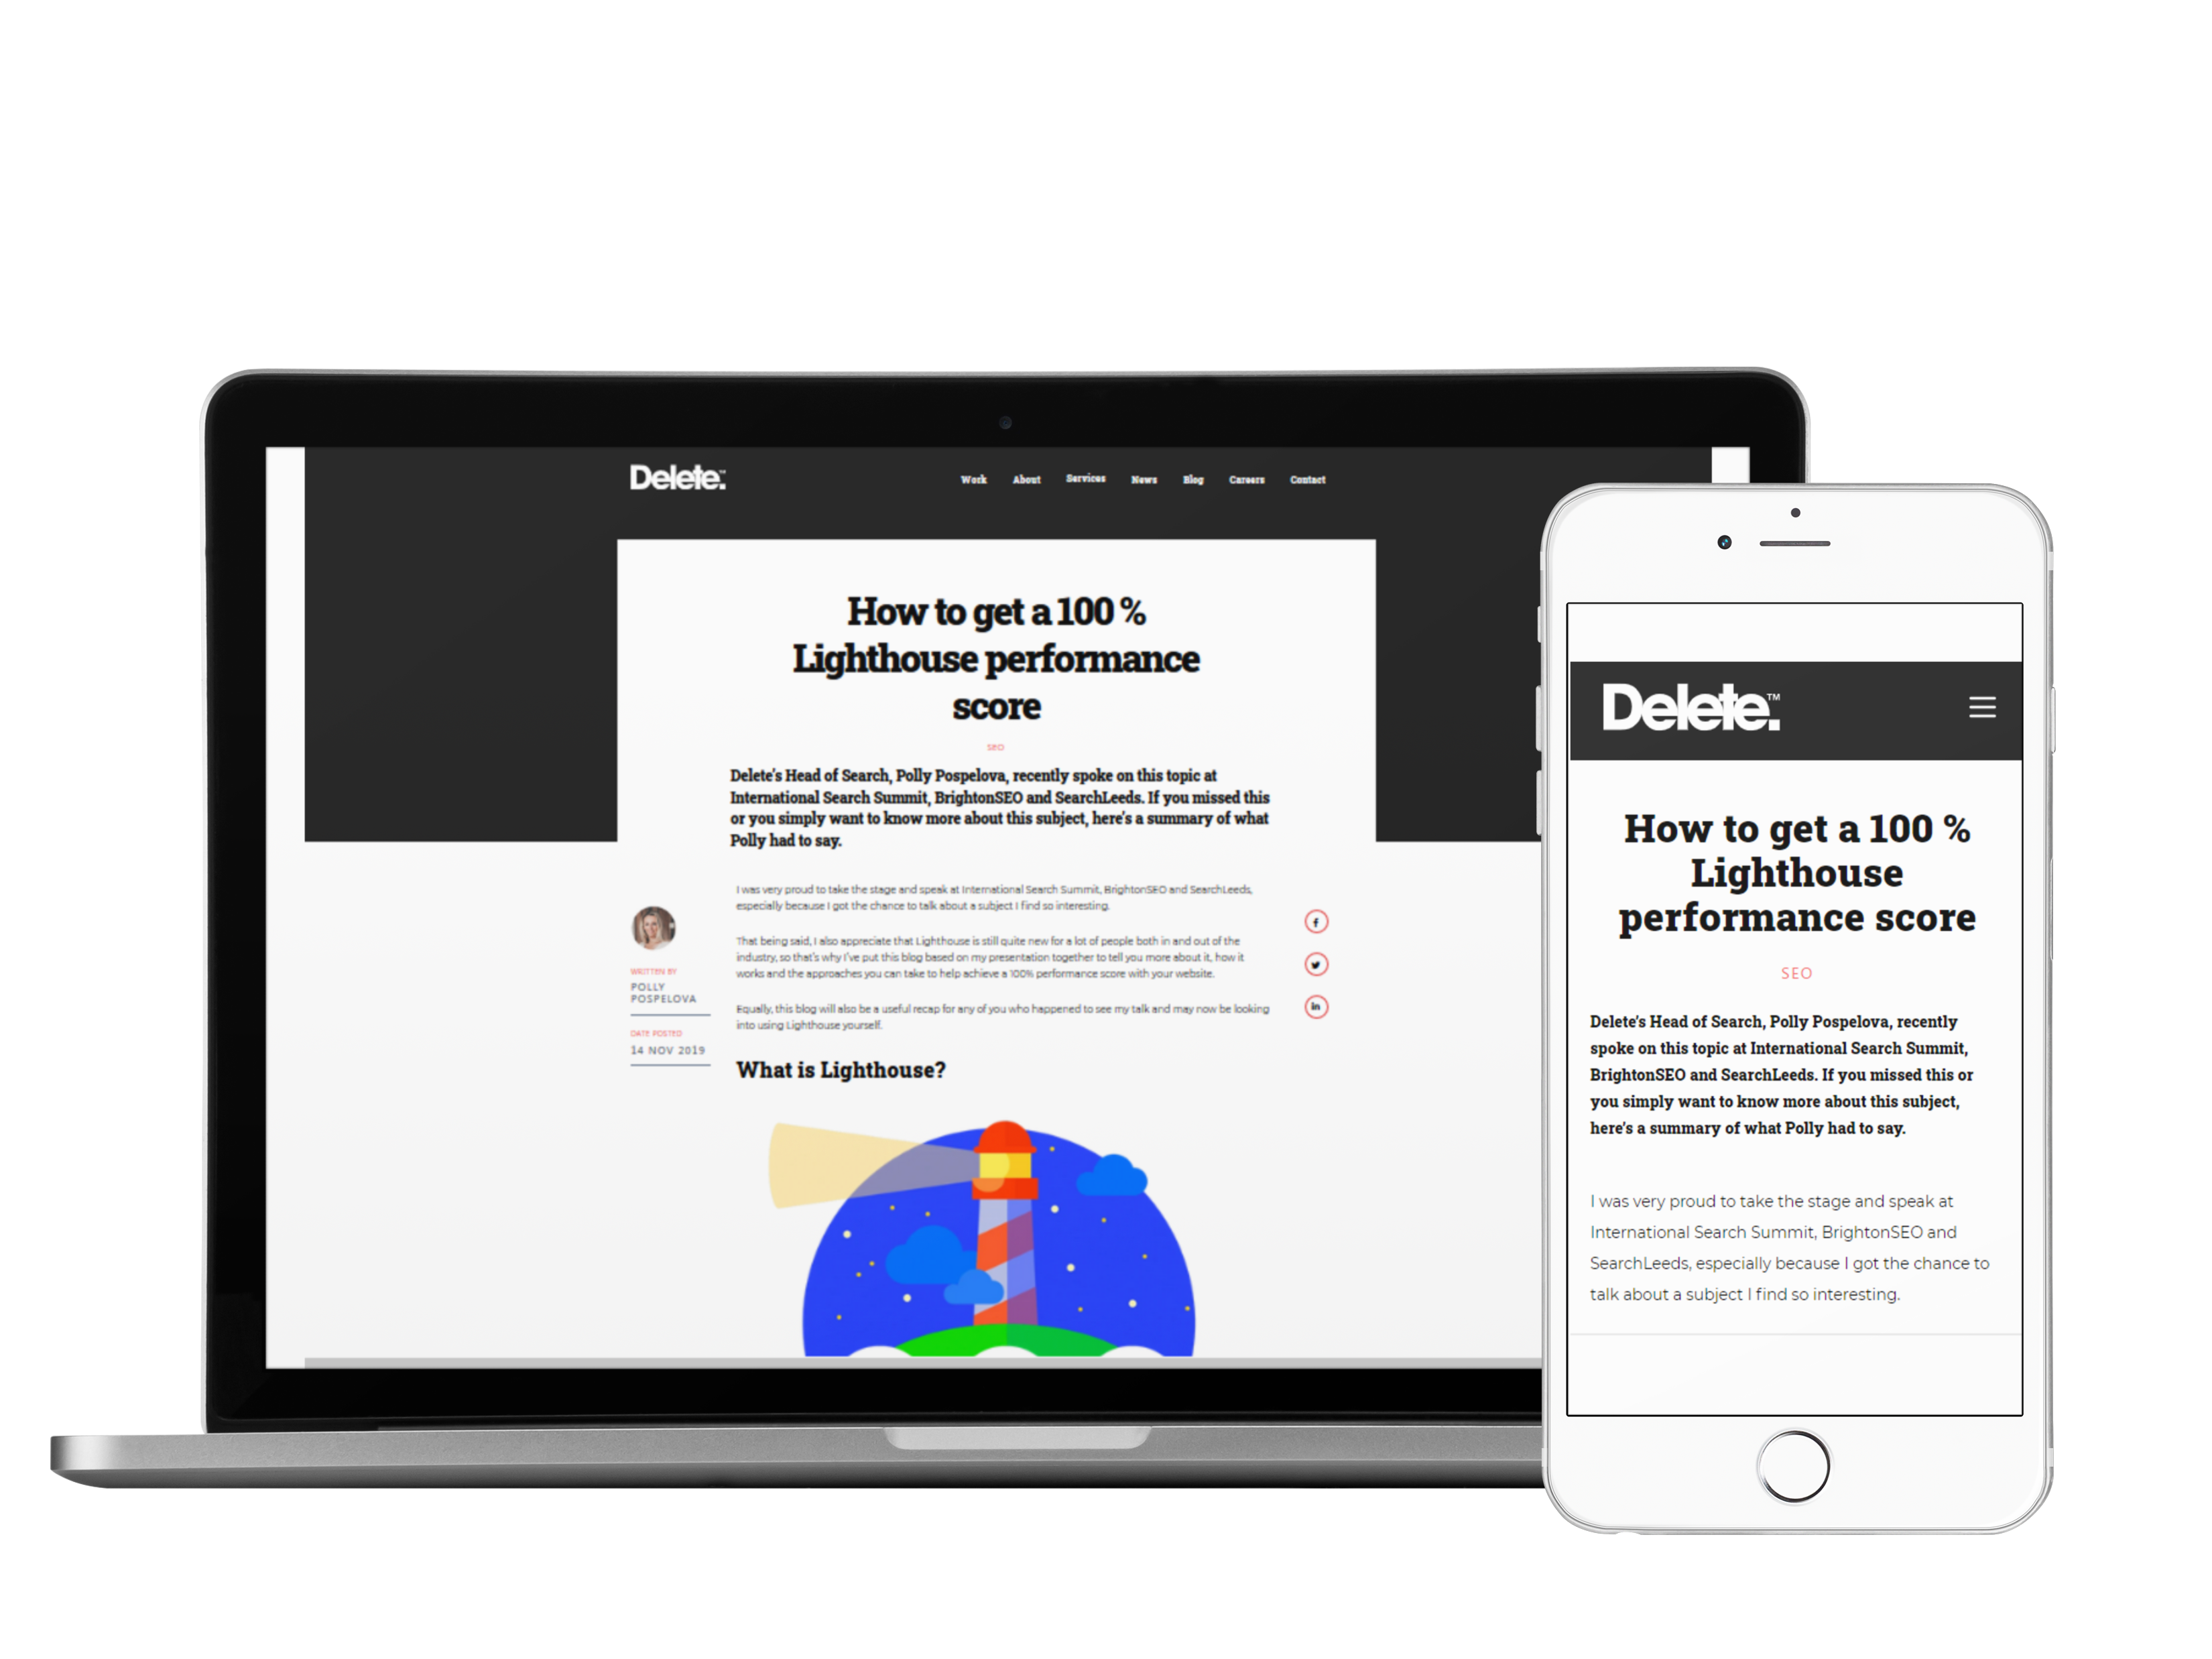 Delete.™
Work About Services News Blog Careers Contact
How to get a 100 %
Lighthouse performance
score
SEO
Delete's Head of Search, Polly Pospelova, recently spoke on this topic at
International Search Summit, BrightonSEO and SearchLeeds. If you missed this
or you simply want to know more about this subject, here's a summary of what
Polly had to say.
I was very proud to take the stage and speak at International Search Summit, BrightonSEO and SearchLeeds,
especially because I got the chance to talk about a subject I find so interesting.
That being said, I also appreciate that Lighthouse is still quite new for a lot of people both in and out of the
industry, so that's why I've put this blog based on my presentation together to tell you more about it, how it
works and the approaches you can take to help achieve a 100% performance score with your website.
Equally, this blog will also be a useful recap for any of you who happened to see my talk and may now be looking
into using Lighthouse yourself.
WRITTEN BY
POLLY
POSPELOVA
DATE POSTED
14 NOV 2019
f
in
What is Lighthouse?
Delete.™
How to get a 100 %
Lighthouse
performance score
SEO
Delete's Head of Search, Polly Pospelova, recently
spoke on this topic at International Search Summit,
BrightonSEO and SearchLeeds. If you missed this or
you simply want to know more about this subject,
here's a summary of what Polly had to say.
I was very proud to take the stage and speak at
International Search Summit, BrightonSEO and
SearchLeeds, especially because I got the chance to
talk about a subject I find so interesting.